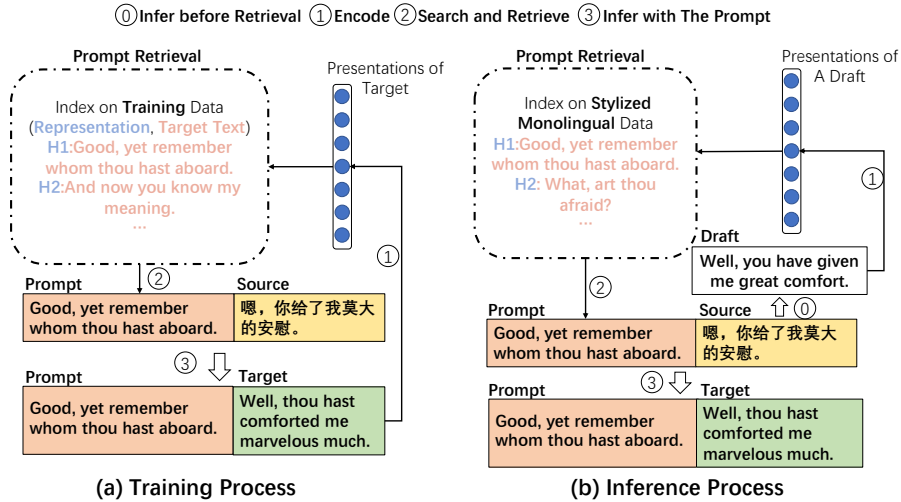 ⓪Infer before Retrieval ①Encode ②Search and Retrieve ③Infer with The Prompt
Prompt Retrieval
Index on Training Data
(Representation, Target Text)
H1:Good, yet remember
whom thou hast aboard.
H2:And now you know my
meaning.
...
Presentations of
Target
①
②
Prompt
Source
Good, yet remember
whom thou hast aboard.
嗯，你给了我莫大
的安慰。
③
Prompt
Target
Good, yet remember
whom thou hast aboard.
Well, thou hast
comforted me
marvelous much.
(a) Training Process
Prompt Retrieval
Index on Stylized
Monolingual Data
H1:Good, yet remember
whom thou hast aboard.
H2: What, art thou
afraid?
...
Presentations of
A Draft
①
Draft
Well, you have given
me great comfort.
②
⓪
Prompt
Source
Good, yet remember
whom thou hast aboard.
嗯，你给了我莫大
的安慰。
③
Prompt
Target
Good, yet remember
whom thou hast aboard.
Well, thou hast
comforted me
marvelous much.
(b) Inference Process